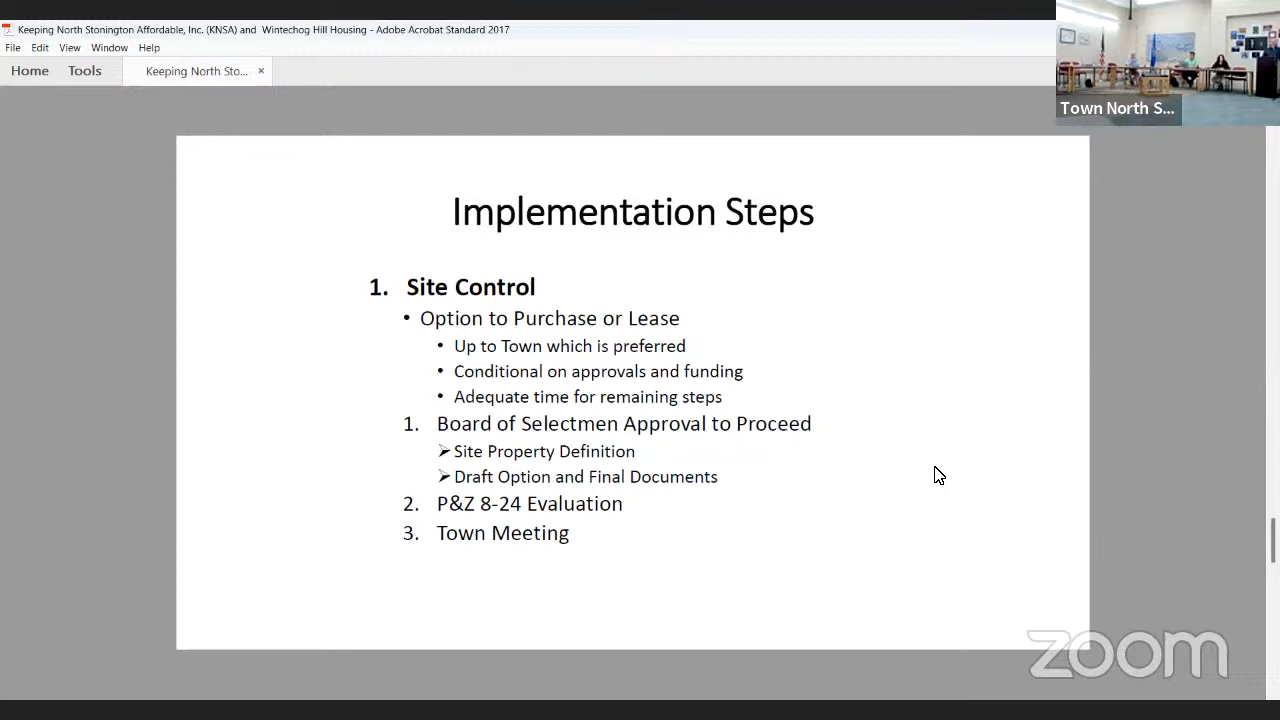 Keeping North Stonington Affordable, Inc. (KNSA) and  Wintechog Hill Housing - Adobe Acrobat Standard 2017
File Edit View Window Help
Home Tools Keeping North Sto... ×
Town North S...
Implementation Steps
1. Site Control
• Option to Purchase or Lease
• Up to Town which is preferred
• Conditional on approvals and funding
• Adequate time for remaining steps
1. Board of Selectmen Approval to Proceed
➢ Site Property Definition
➢ Draft Option and Final Documents
2. P&Z 8-24 Evaluation
3. Town Meeting
zoom